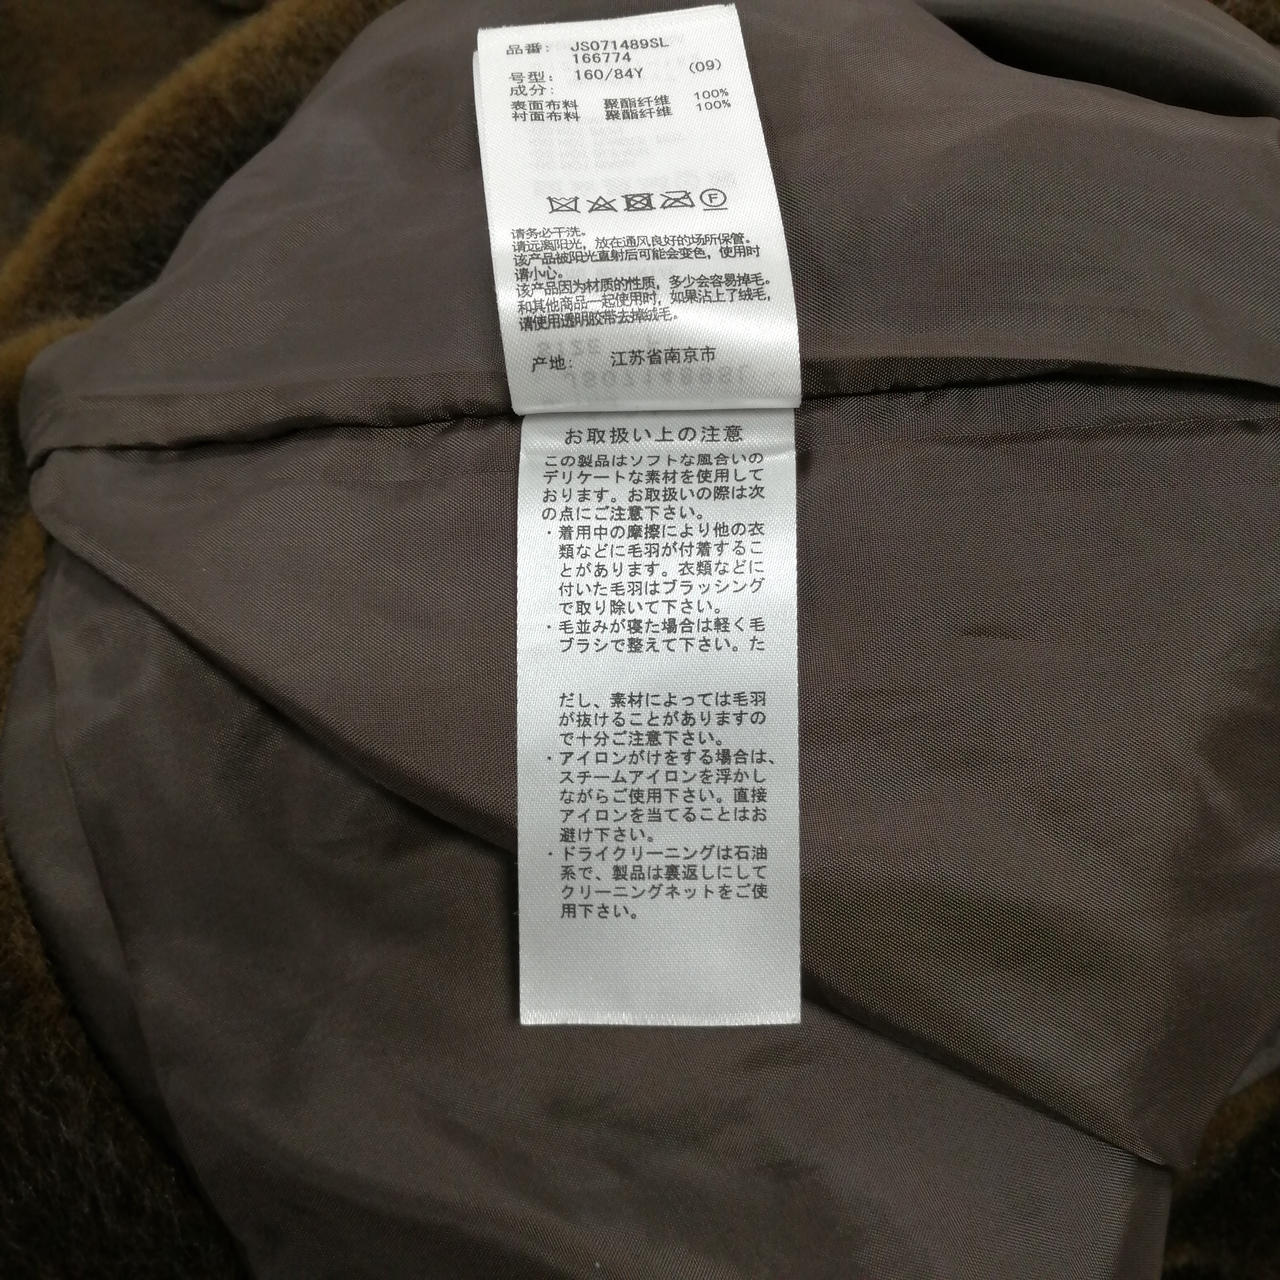 品番： JS071489SL
166774
号型： 160/84Y （09）
成分：
表面布料 聚酯纤维 100%
衬面布料 聚酯纤维 100%
F
请务必干洗。
请远离阳光，放在通风良好的场所保管。
该产品被阳光直射后可能会变色，使用时
请小心。
该产品因为材质的性质，多少会容易掉毛。
和其他商品一起使用时，如果沾上了绒毛，
请使用透明胶带去掉绒毛。
产地： 江苏省南京市
お取扱い上の注意
この製品はソフトな風合いの
デリケートな素材を使用して
おります。お取扱いの際は次
の点にご注意下さい。
・着用中の摩擦により他の衣
類などに毛羽が付着するこ
とがあります。衣類などに
付いた毛羽はブラッシング
で取り除いて下さい。
・毛並みが寝た場合は軽く毛
ブラシで整えて下さい。た
だし、素材によっては毛羽
が抜けることがありますの
で十分ご注意下さい。
・アイロンがけをする場合は、
スチームアイロンを浮かし
ながらご使用下さい。直接
アイロンを当てることはお
避け下さい。
・ドライクリーニングは石油
系で、製品は裏返しにして
クリーニングネットをご使
用下さい。